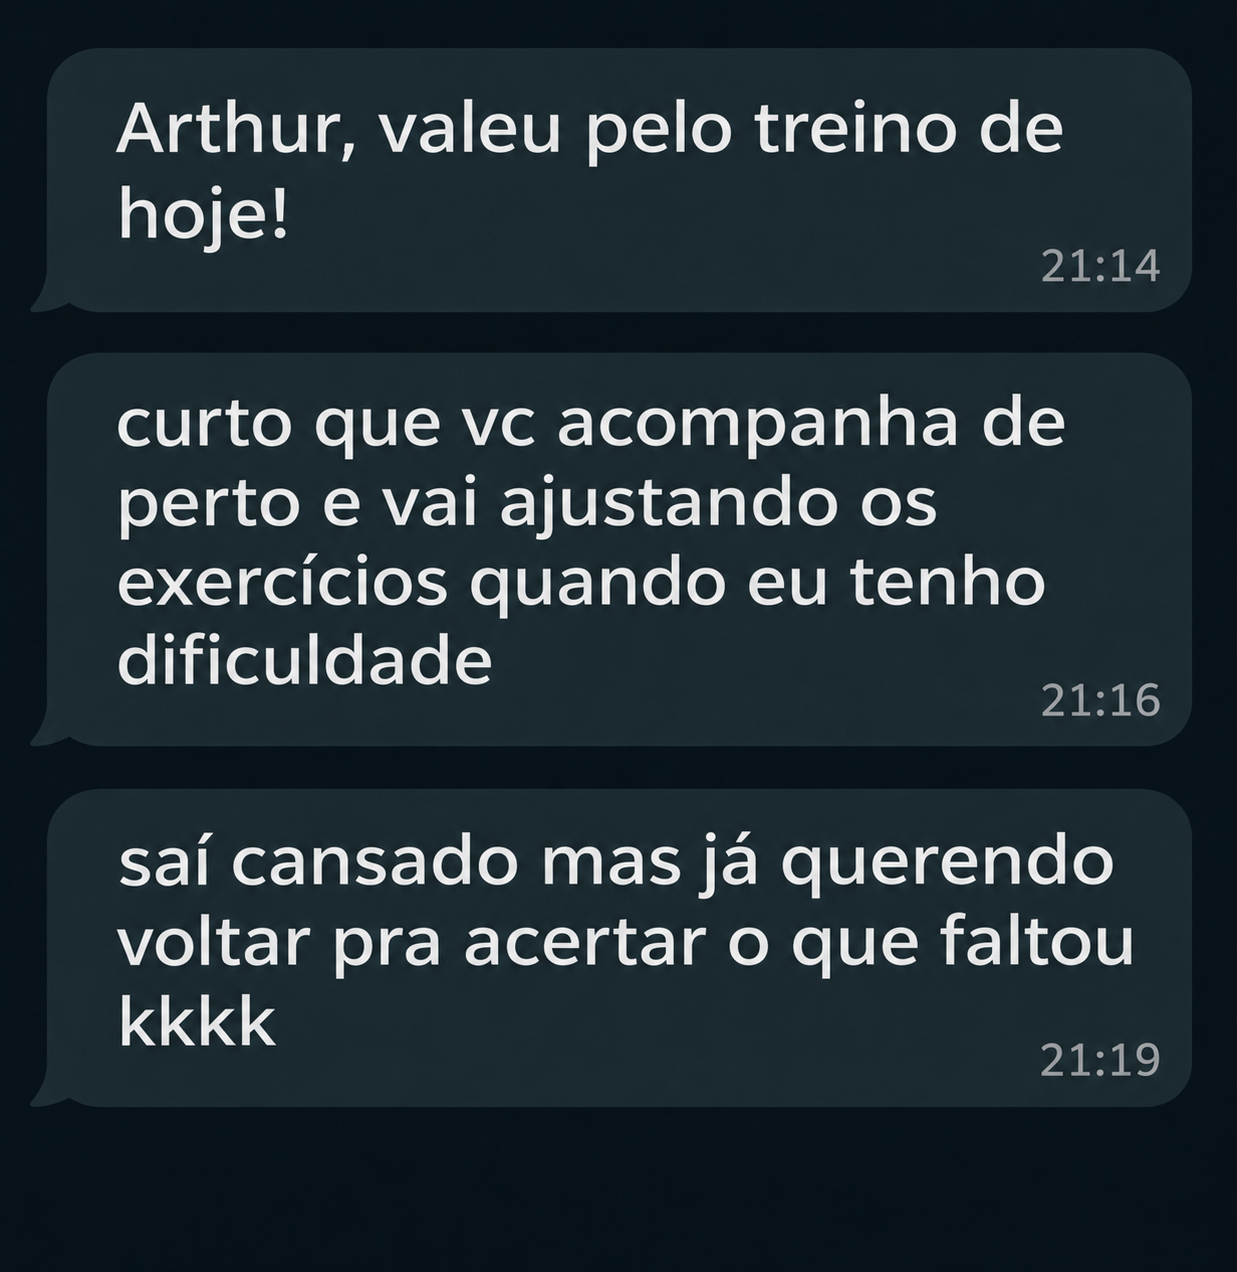 Arthur, valeu pelo treino de
hoje!
21:14
curto que vc acompanha de
perto e vai ajustando os
exercícios quando eu tenho
dificuldade
21:16
saí cansado mas já querendo
voltar pra acertar o que faltou
kkkk
21:19